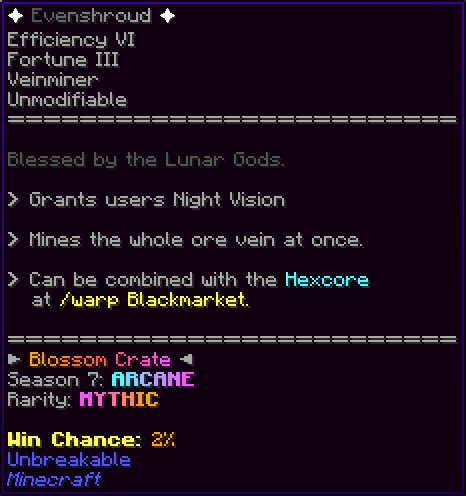 ✦ Evenshroud ✦
Efficiency VI
Fortune III
Veinminer
Unmodifiable
==================================
Blessed by the Lunar Gods.
> Grants users Night Vision
> Mines the whole ore vein at once.
> Can be combined with the Hexcore
at /warp Blackmarket.
==================================
► Blossom Crate ◄
Season 7: ARCANE
Rarity: MYTHIC
Win Chance: 2%
Unbreakable
Minecraft